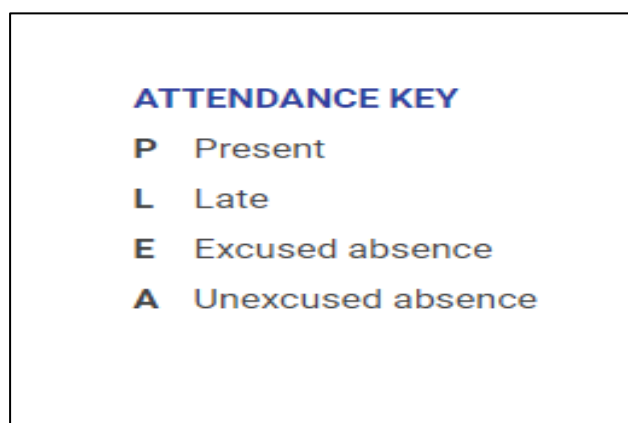 ATTENDANCE KEY
P Present
L Late
E Excused absence
A Unexcused absence